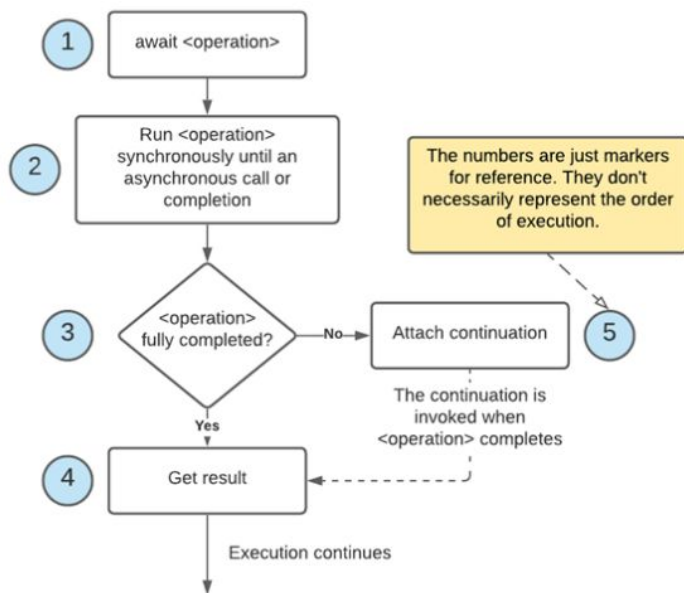 1
await <operation>
2
Run <operation>
synchronously until an
asynchronous call or
completion
The numbers are just markers
for reference. They don't
necessarily represent the order
of execution.
3
<operation>
fully completed?
No
Attach continuation
5
The continuation is
invoked when
<operation> completes
Yes
4
Get result
Execution continues